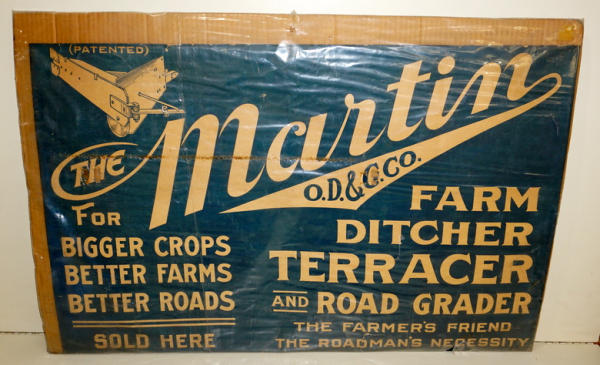 (PATENTED)
THE Martin
O.D.&G.CO.
FOR
BIGGER CROPS
BETTER FARMS
BETTER ROADS
SOLD HERE
FARM
DITCHER
TERRACER
AND ROAD GRADER
THE FARMER'S FRIEND
THE ROADMAN'S NECESSITY